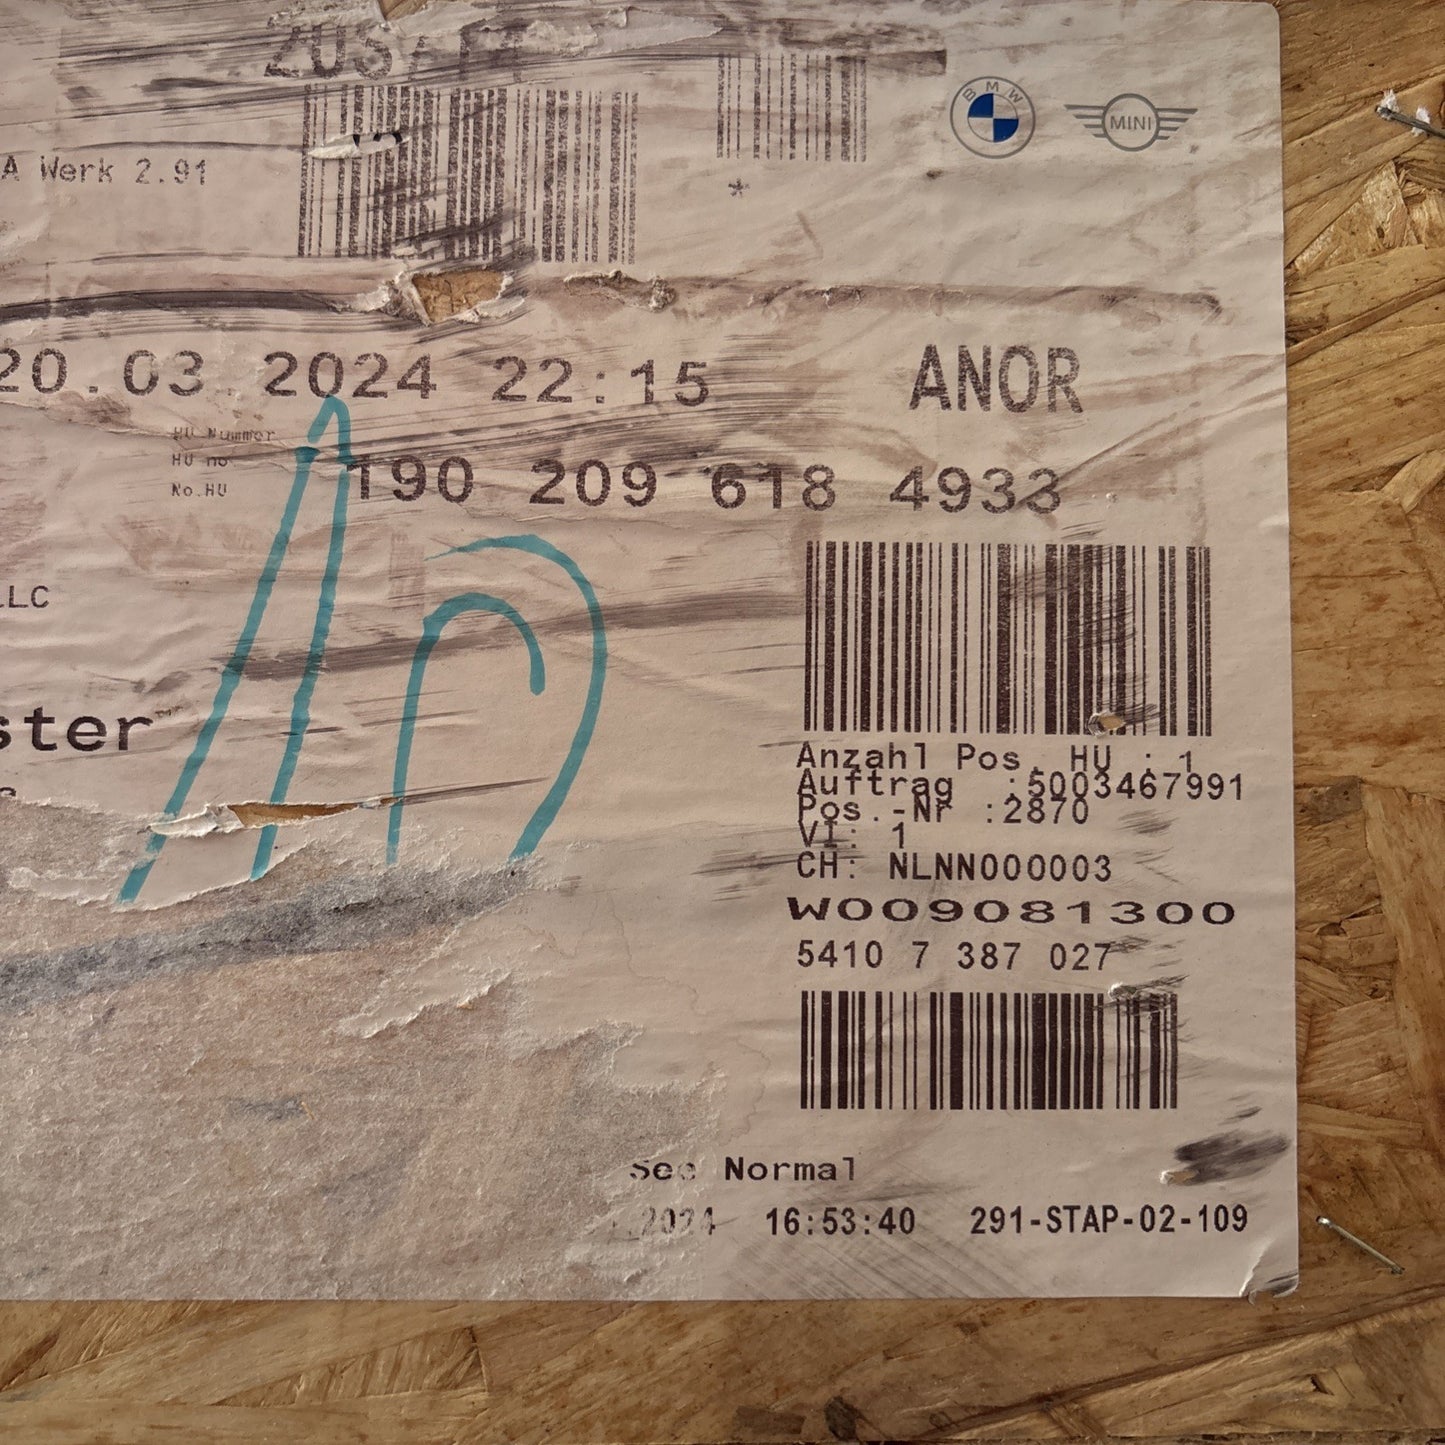 BMW
MINI
A Werk 2.91
*
20.03.2024 22:15
ANOR
HU Nummer
HU no
No.HU
190 209 618 4933
LLC
ster
Anzahl Pos. HU : 1
Auftrag :5003467991
Pos.-Nr :2870
VI: 1
CH: NLNN000003
W009081300
5410 7 387 027
See Normal
.2024 16:53:40 291-STAP-02-109